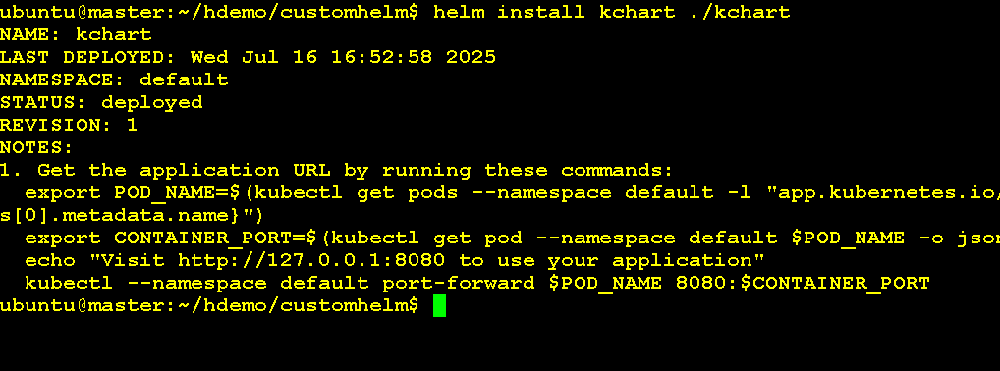 ubuntu@master:~/hdemo/customhelm$ helm install kchart ./kchart
NAME: kchart
LAST DEPLOYED: Wed Jul 16 16:52:58 2025
NAMESPACE: default
STATUS: deployed
REVISION: 1
NOTES:
1. Get the application URL by running these commands:
  export POD_NAME=$(kubectl get pods --namespace default -l "app.kubernetes.io/
s[0].metadata.name}")
  export CONTAINER_PORT=$(kubectl get pod --namespace default $POD_NAME -o json
  echo "Visit http://127.0.0.1:8080 to use your application"
  kubectl --namespace default port-forward $POD_NAME 8080:$CONTAINER_PORT
ubuntu@master:~/hdemo/customhelm$